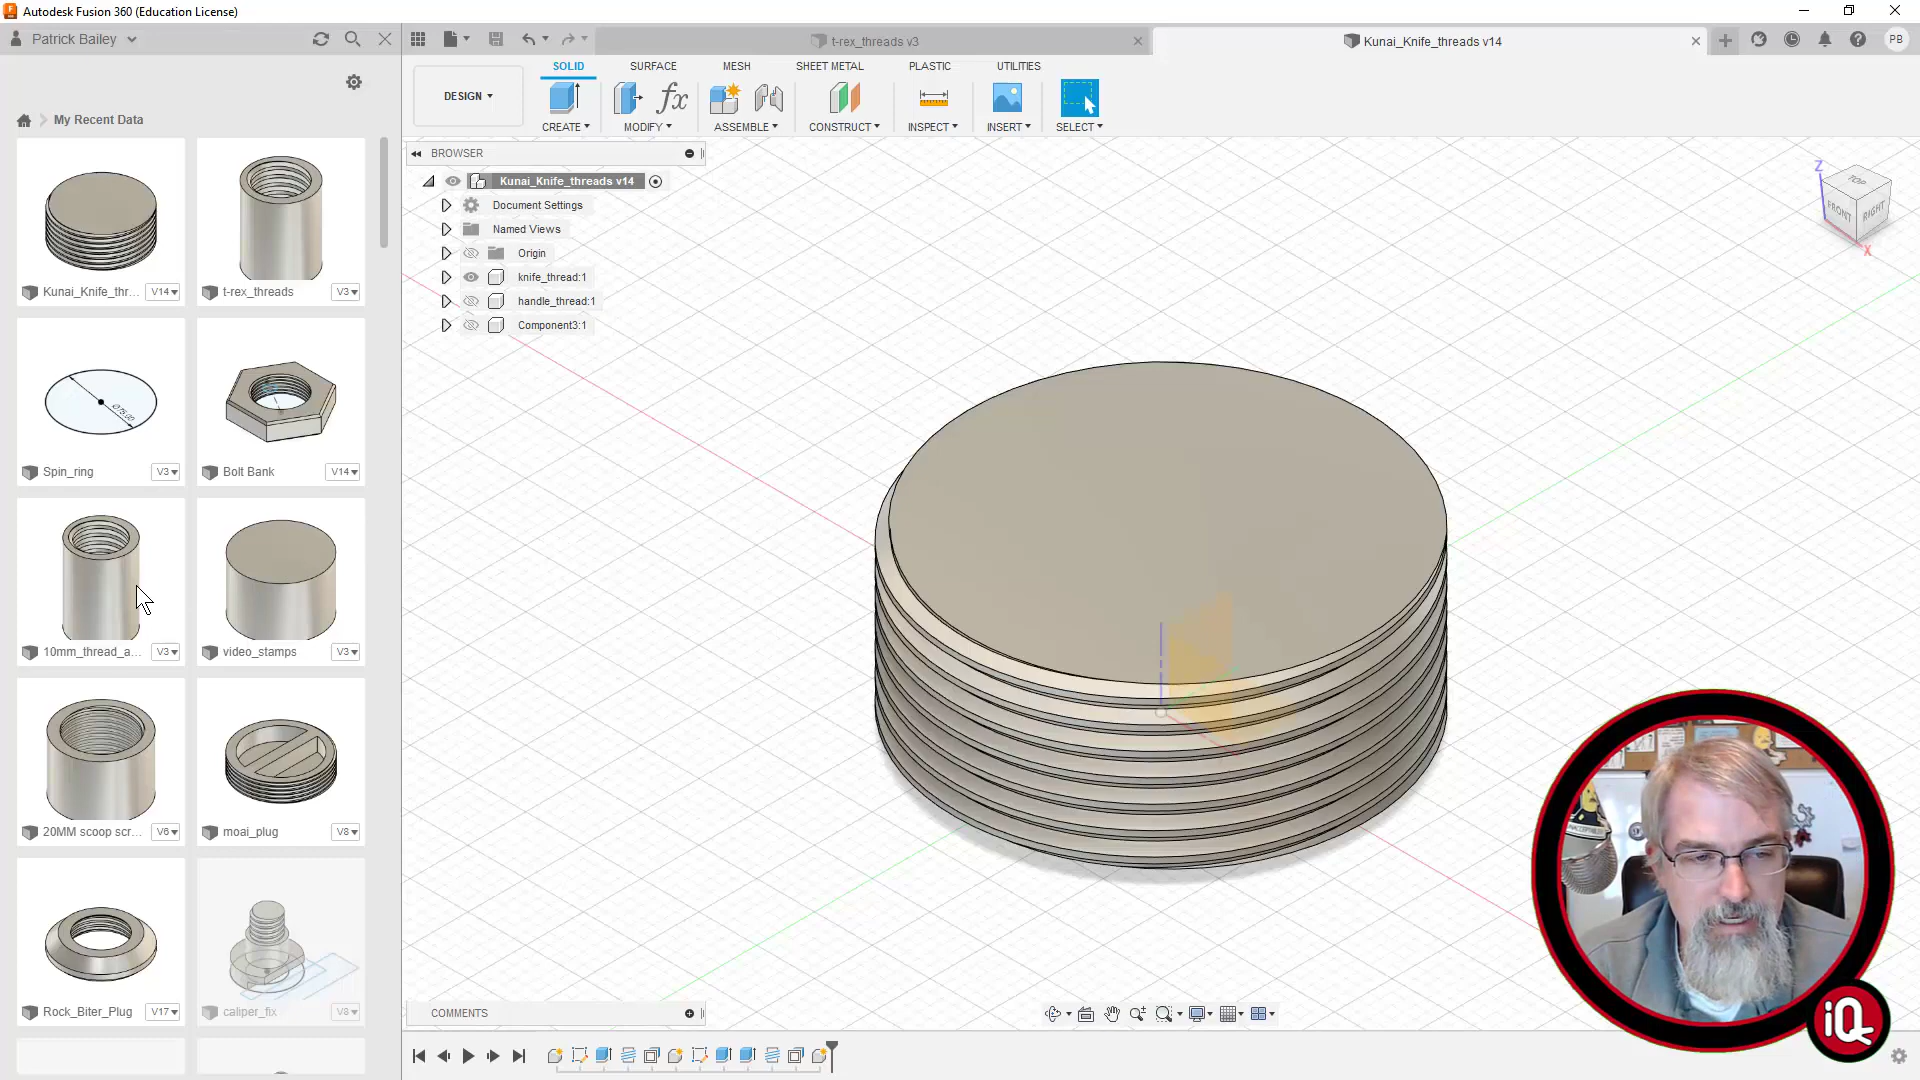 Autodesk Fusion 360 (Education License)
Patrick Bailey
t-rex_threads v3
Kunai_Knife_threads v14
PB
DESIGN
SOLID
SURFACE
MESH
SHEET METAL
PLASTIC
UTILITIES
CREATE
MODIFY
ASSEMBLE
CONSTRUCT
INSPECT
INSERT
SELECT
My Recent Data
BROWSER
Kunai_Knife_threads v14
Document Settings
Named Views
Origin
knife_thread:1
handle_thread:1
Component3:1
Z
TOP
FRONT
RIGHT
X
Kunai_Knife_thr... V14
t-rex_threads V3
Ø75.00
Spin_ring V3
Bolt Bank V14
10mm_thread_a... V3
video_stamps V3
20MM scoop scr... V6
moai_plug V8
Rock_Biter_Plug V17
caliper_fix V8
COMMENTS
iQ